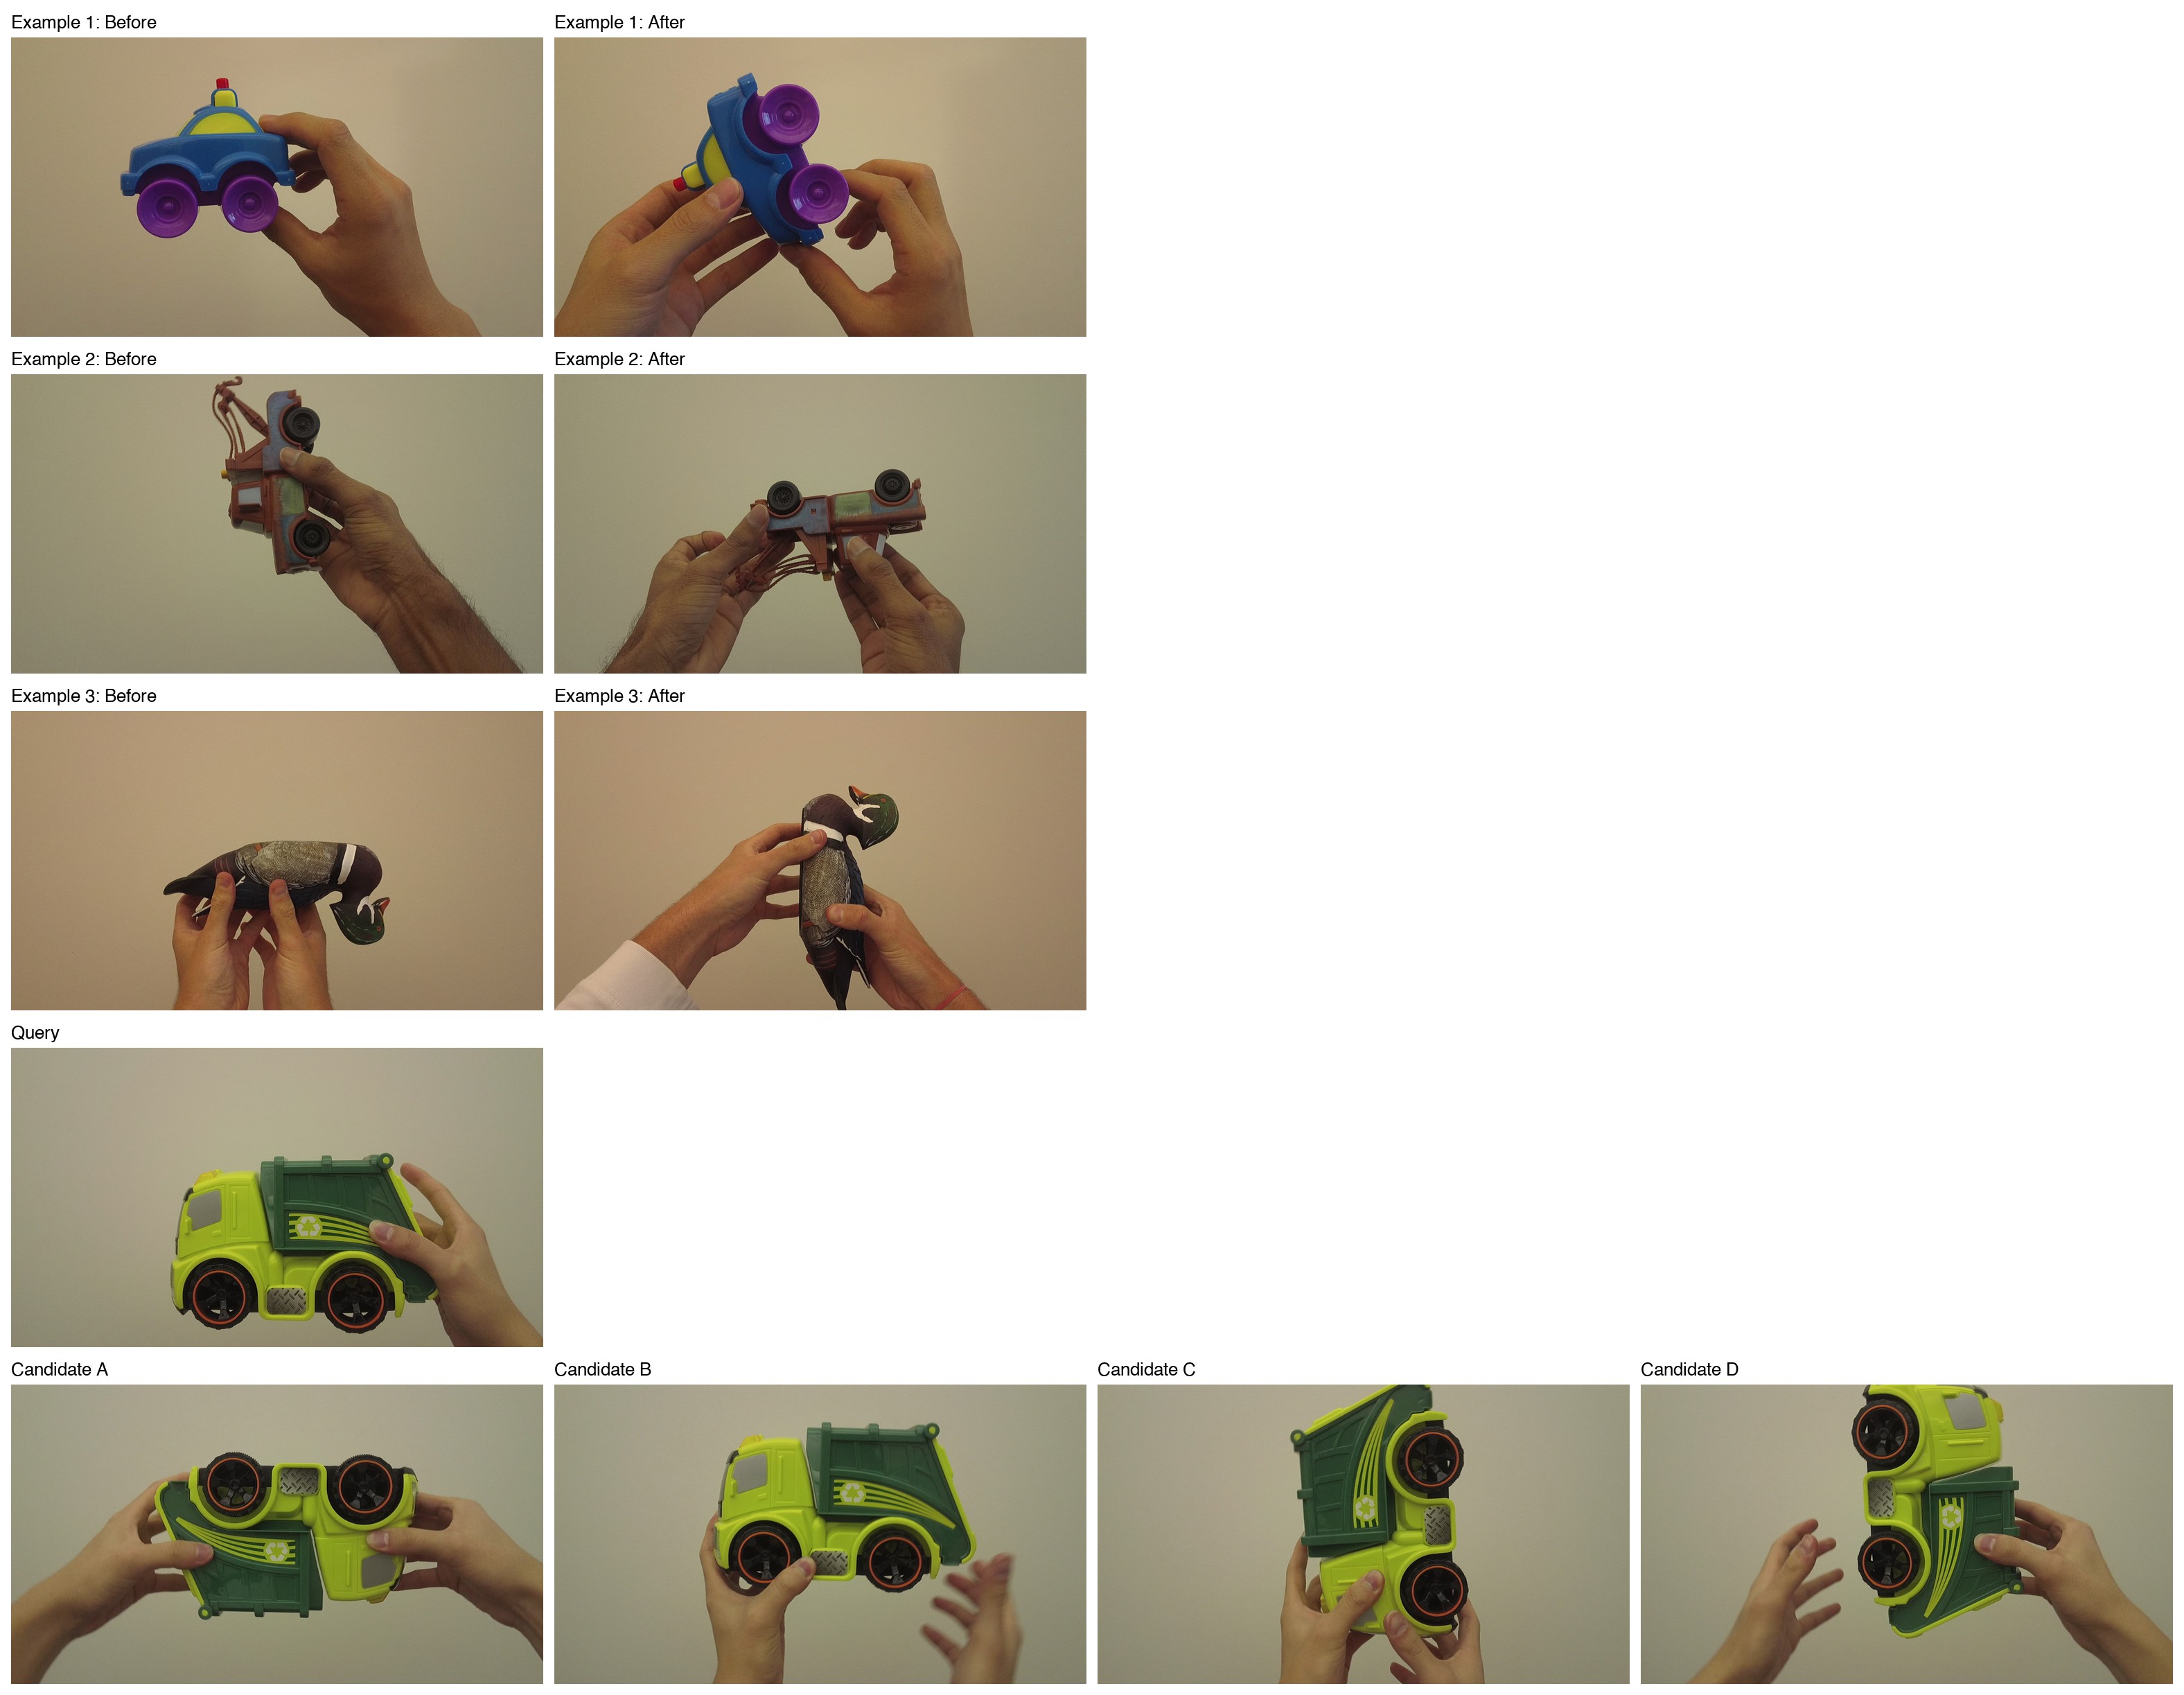 Example 1: Before
Example 1: After
Example 2: Before
Example 2: After
Example 3: Before
Example 3: After
Query
Candidate A
Candidate B
Candidate C
Candidate D